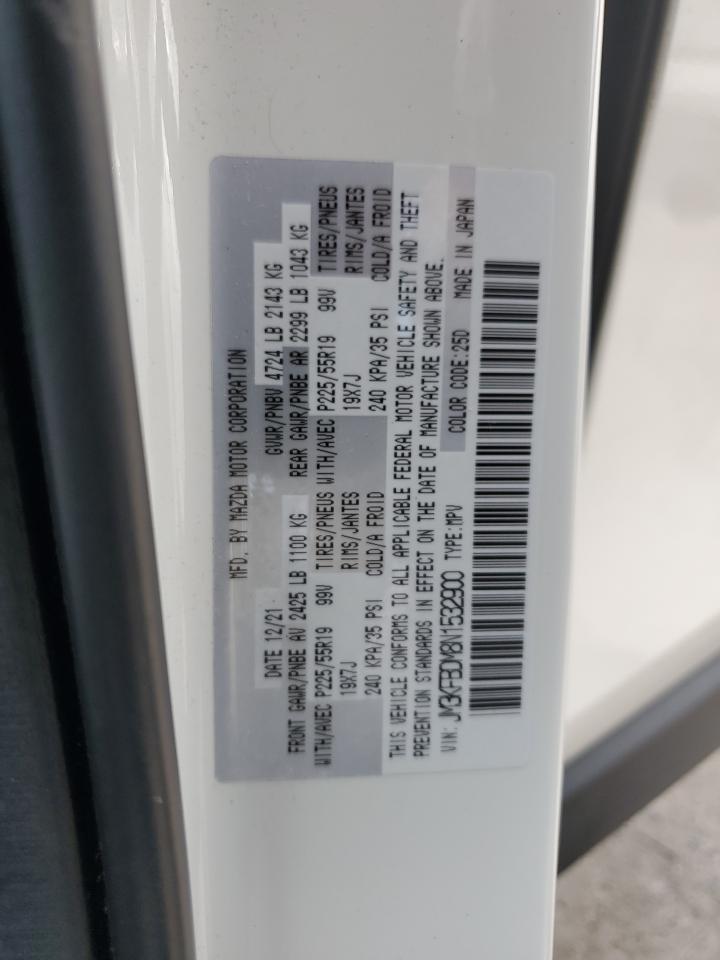 MFD. BY MAZDA MOTOR CORPORATION
DATE 12/21 GVWR/PNBV 4724 LB 2143 KG
FRONT GAWR/PNBE AV 2425 LB 1100 KG REAR GAWR/PNBE AR 2299 LB 1043 KG
WITH/AVEC P225/55R19 99V TIRES/PNEUS WITH/AVEC P225/55R19 99V TIRES/PNEUS
19X7J RIMS/JANTES 19X7J RIMS/JANTES
240 KPA/35 PSI COLD/A FROID 240 KPA/35 PSI COLD/A FROID
THIS VEHICLE CONFORMS TO ALL APPLICABLE FEDERAL MOTOR VEHICLE SAFETY AND THEFT
PREVENTION STANDARDS IN EFFECT ON THE DATE OF MANUFACTURE SHOWN ABOVE.
VIN: JM3KFBDM8N1532900 TYPE:MPV COLOR CODE:25D MADE IN JAPAN